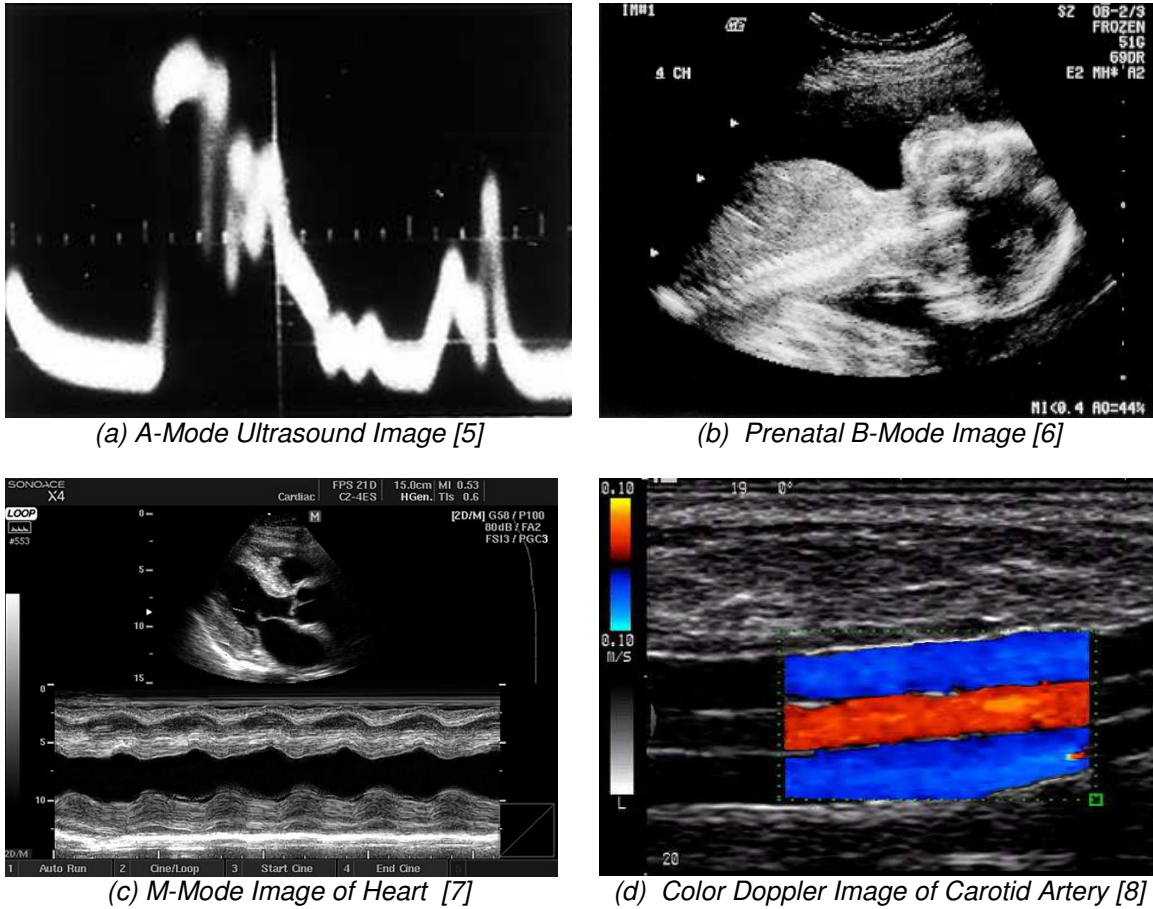 IM#1
GE
4 CH
SZ OB-2/3
FROZEN
51G
69DR
E2 MH* A2
MI<0.4 AO=44%
(a) A-Mode Ultrasound Image [5]
(b) Prenatal B-Mode Image [6]
SONOACE
X4
Cardiac
FPS 21D
C2-4ES
15.0cm
HGen.
MI 0.53
TIs 0.6
LOOP
#553
M
[2D/M] G58 / P100
80dB / FA2
FSI3 / PGC3
0
5
10
15
0
5
10
2D/M
1 Auto Run 2 Cine/Loop 3 Start Cine 4 End Cine
0.10
0.10
m/s
L
19 0°
20
(c) M-Mode Image of Heart [7]
(d) Color Doppler Image of Carotid Artery [8]